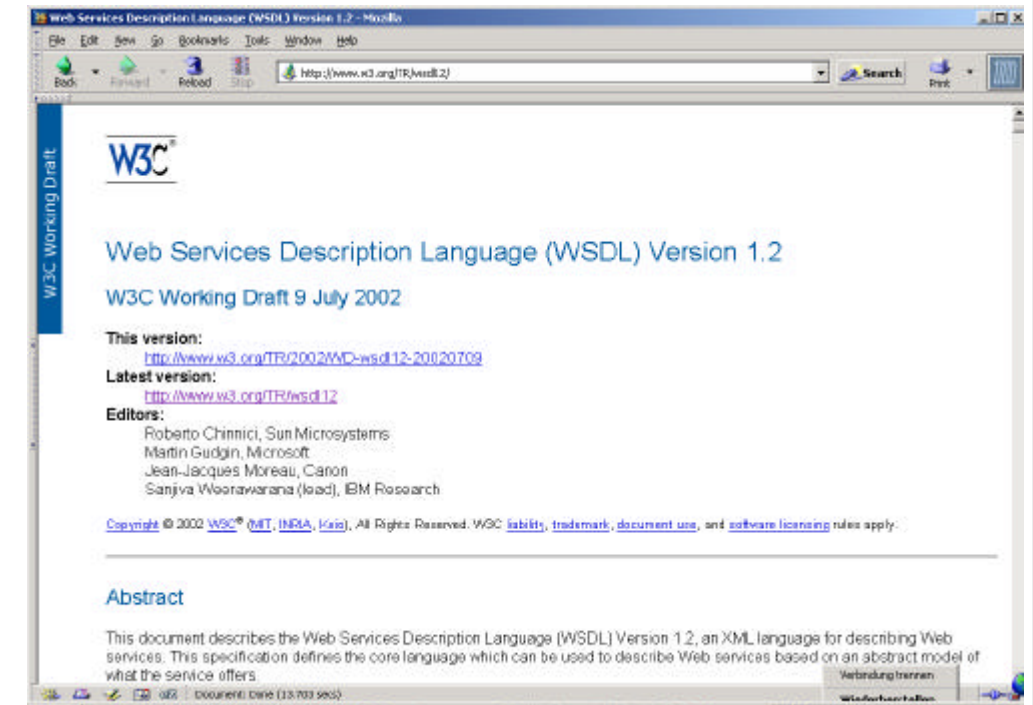 Web Services Description Language (WSDL) Version 1.2 - Mozilla
File Edit View Go Bookmarks Tools Window Help
Back Forward Reload Stop http://www.w3.org/TR/wsdl12/ Search Print
W3C Working Draft
W3C®
Web Services Description Language (WSDL) Version 1.2
W3C Working Draft 9 July 2002
This version:
http://www.w3.org/TR/2002/WD-wsdl12-20020709
Latest version:
http://www.w3.org/TR/wsdl12
Editors:
Roberto Chinnici, Sun Microsystems
Martin Gudgin, Microsoft
Jean-Jacques Moreau, Canon
Sanjiva Weerawarana (lead), IBM Research
Copyright © 2002 W3C® (MIT, INRIA, Keio), All Rights Reserved. W3C liability, trademark, document use, and software licensing rules apply.
Abstract
This document describes the Web Services Description Language (WSDL) Version 1.2, an XML language for describing Web
services. This specification defines the core language which can be used to describe Web services based on an abstract model of
what the service offers.
Verbindung trennen
Document: Done (13.703 secs)
Wiederherstellen